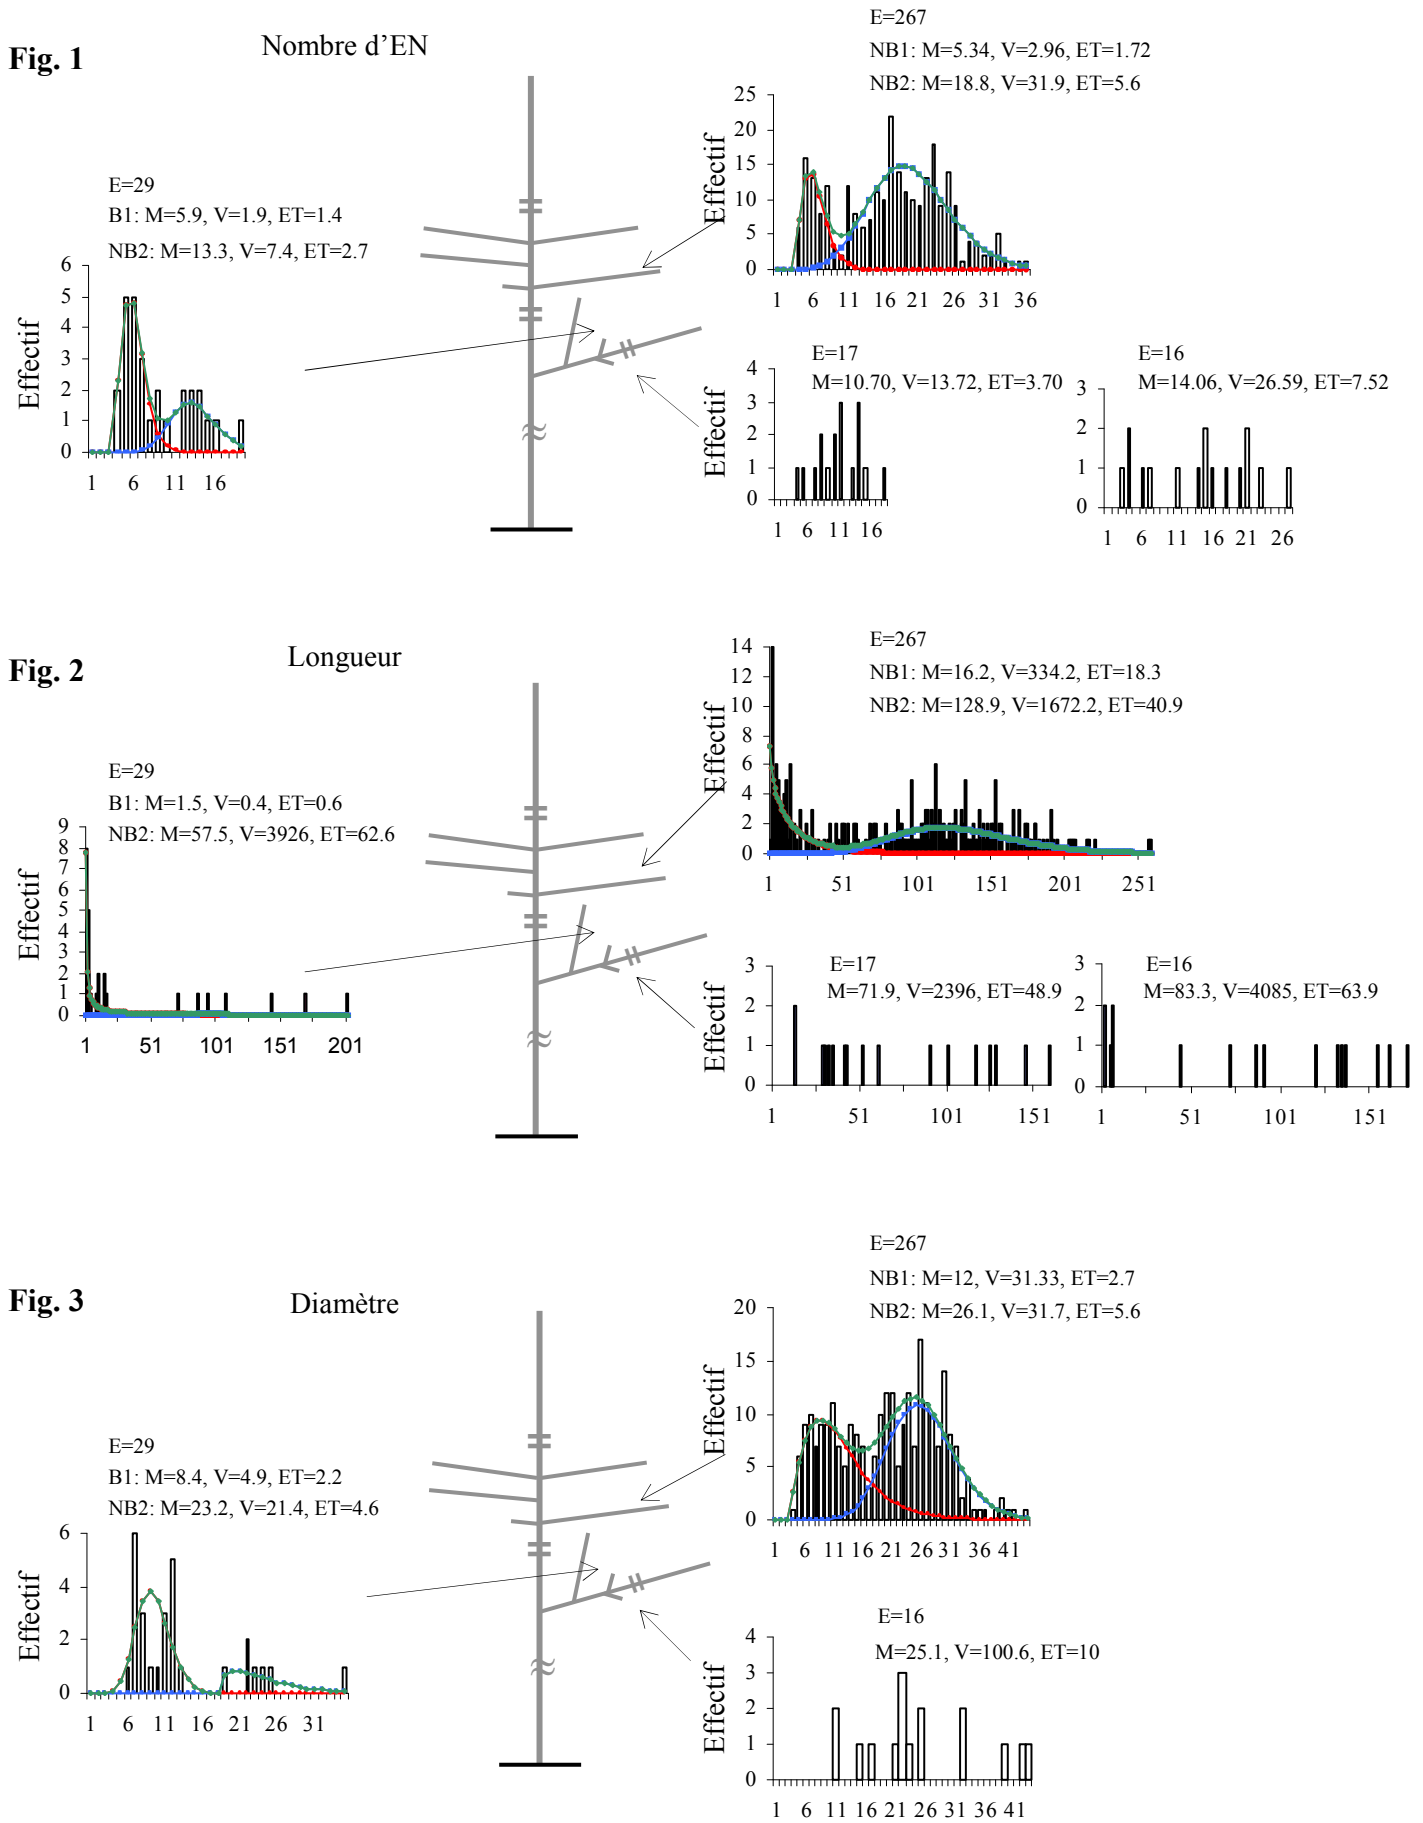 Fig. 1
Nombre d’EN
E=267
NB1: M=5.34, V=2.96, ET=1.72
NB2: M=18.8, V=31.9, ET=5.6
25
20
15
10
5
0
Effectif
1 6 11 16 21 26 31 36
E=29
B1: M=5.9, V=1.9, ET=1.4
NB2: M=13.3, V=7.4, ET=2.7
6
5
4
3
2
1
0
Effectif
1 6 11 16
E=17
M=10.70, V=13.72, ET=3.70
4
3
2
1
0
Effectif
1 6 11 16
E=16
M=14.06, V=26.59, ET=7.52
3
2
1
0
1 6 11 16 21 26
Fig. 2
Longueur
E=267
NB1: M=16.2, V=334.2, ET=18.3
NB2: M=128.9, V=1672.2, ET=40.9
14
12
10
8
6
4
2
0
Effectif
1 51 101 151 201 251
E=29
B1: M=1.5, V=0.4, ET=0.6
NB2: M=57.5, V=3926, ET=62.6
9
8
7
6
5
4
3
2
1
0
Effectif
1 51 101 151 201
E=17
M=71.9, V=2396, ET=48.9
3
2
1
0
Effectif
1 51 101 151
E=16
M=83.3, V=4085, ET=63.9
3
2
1
0
1 51 101 151
Fig. 3
Diamètre
E=267
NB1: M=12, V=31.33, ET=2.7
NB2: M=26.1, V=31.7, ET=5.6
20
15
10
5
0
Effectif
1 6 11 16 21 26 31 36 41
E=29
B1: M=8.4, V=4.9, ET=2.2
NB2: M=23.2, V=21.4, ET=4.6
6
4
2
0
Effectif
1 6 11 16 21 26 31
E=16
M=25.1, V=100.6, ET=10
4
3
2
1
0
Effectif
1 6 11 16 21 26 31 36 41